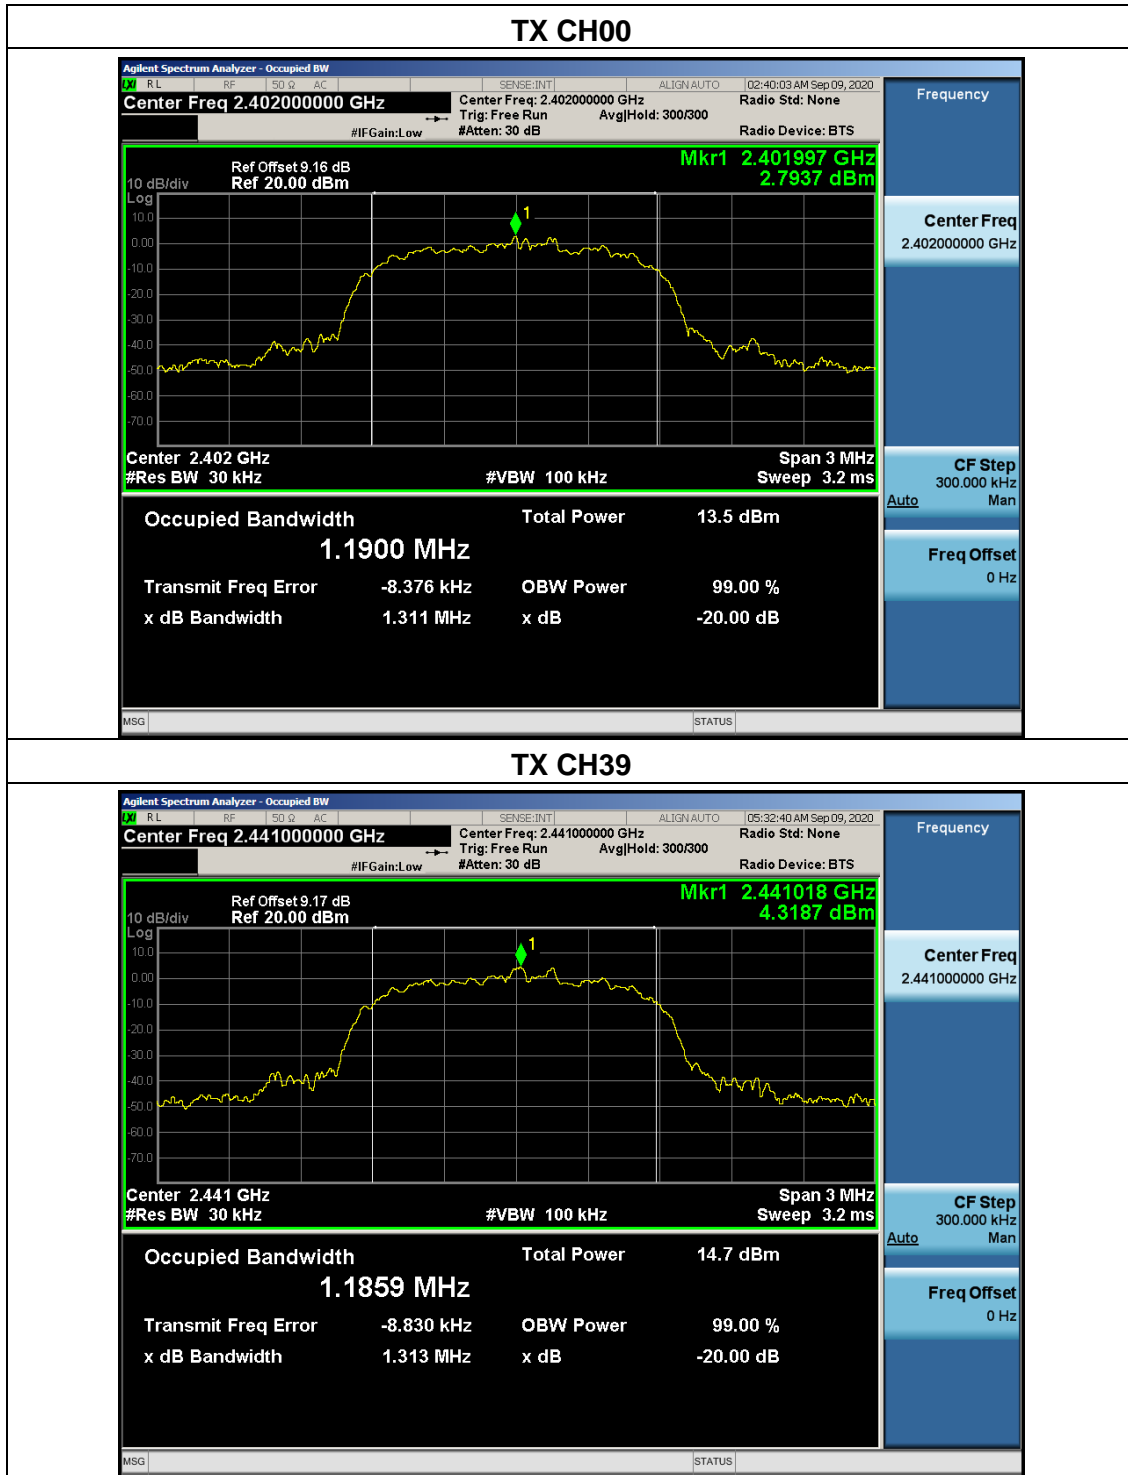 TX CH00
Agilent Spectrum Analyzer - Occupied BW
LXI RL RF 50 Ω AC SENSE:INT ALIGN AUTO 02:40:03 AM Sep 09, 2020
Center Freq 2.402000000 GHz
Center Freq: 2.402000000 GHz
Radio Std: None
Trig: Free Run Avg|Hold: 300/300
#IFGain:Low
#Atten: 30 dB
Radio Device: BTS
Frequency
Mkr1 2.401997 GHz
2.7937 dBm
Ref Offset 9.16 dB
10 dB/div Ref 20.00 dBm
Log
10.0
0.00
-10.0
-20.0
-30.0
-40.0
-50.0
-60.0
-70.0
1
Center Freq
2.402000000 GHz
Center 2.402 GHz Span 3 MHz
#Res BW 30 kHz #VBW 100 kHz Sweep 3.2 ms
CF Step
300.000 kHz
Auto Man
Occupied Bandwidth Total Power 13.5 dBm
1.1900 MHz
Freq Offset
0 Hz
Transmit Freq Error -8.376 kHz OBW Power 99.00 %
x dB Bandwidth 1.311 MHz x dB -20.00 dB
MSG STATUS
TX CH39
Agilent Spectrum Analyzer - Occupied BW
LXI RL RF 50 Ω AC SENSE:INT ALIGN AUTO 05:32:40 AM Sep 09, 2020
Center Freq 2.441000000 GHz
Center Freq: 2.441000000 GHz
Radio Std: None
Trig: Free Run Avg|Hold: 300/300
#IFGain:Low
#Atten: 30 dB
Radio Device: BTS
Frequency
Mkr1 2.441018 GHz
4.3187 dBm
Ref Offset 9.17 dB
10 dB/div Ref 20.00 dBm
Log
10.0
0.00
-10.0
-20.0
-30.0
-40.0
-50.0
-60.0
-70.0
1
Center Freq
2.441000000 GHz
Center 2.441 GHz Span 3 MHz
#Res BW 30 kHz #VBW 100 kHz Sweep 3.2 ms
CF Step
300.000 kHz
Auto Man
Occupied Bandwidth Total Power 14.7 dBm
1.1859 MHz
Freq Offset
0 Hz
Transmit Freq Error -8.830 kHz OBW Power 99.00 %
x dB Bandwidth 1.313 MHz x dB -20.00 dB
MSG STATUS